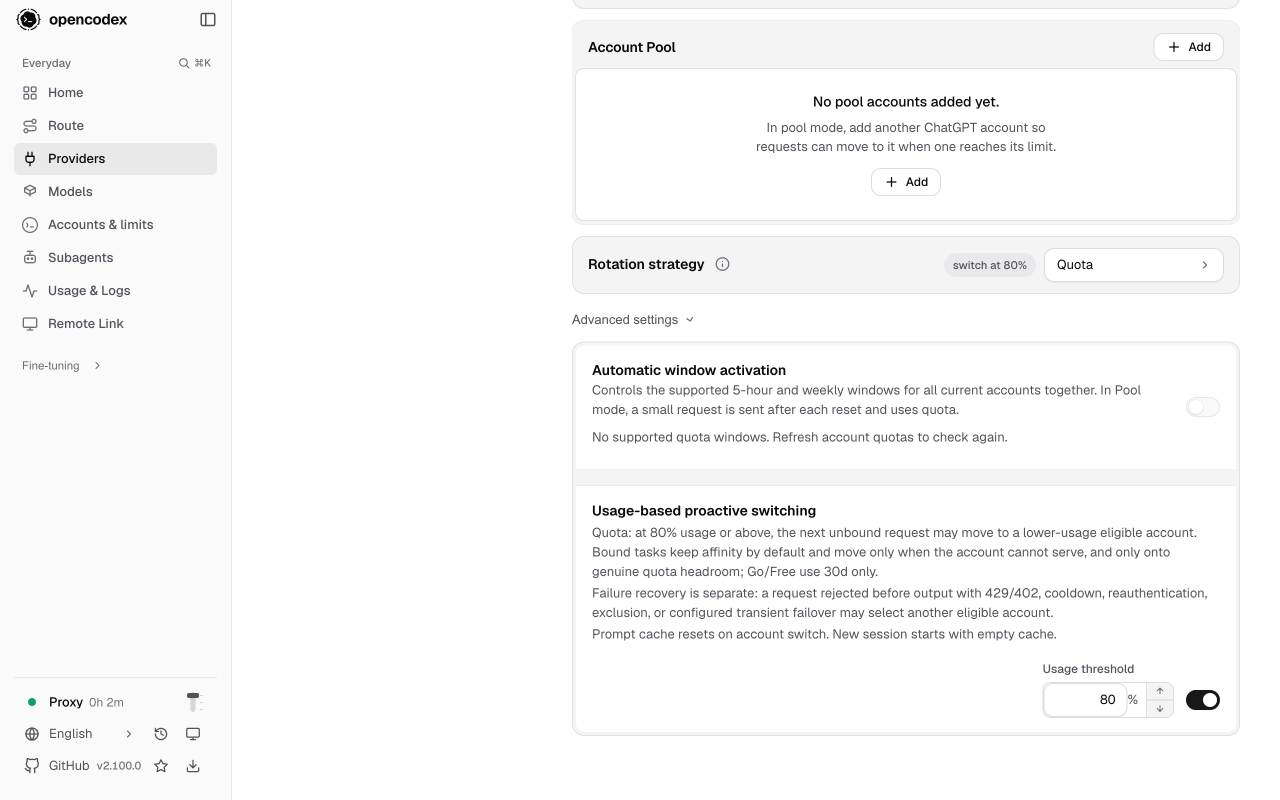 opencodex
Everyday
⌘K
Home
Route
Providers
Models
Accounts & limits
Subagents
Usage & Logs
Remote Link
Fine-tuning
Proxy 0h 2m
English
GitHub v2.100.0
Account Pool
Add
No pool accounts added yet.
In pool mode, add another ChatGPT account so
requests can move to it when one reaches its limit.
Add
Rotation strategy
switch at 80%
Quota
Advanced settings
Automatic window activation
Controls the supported 5-hour and weekly windows for all current accounts together. In Pool
mode, a small request is sent after each reset and uses quota.
No supported quota windows. Refresh account quotas to check again.
Usage-based proactive switching
Quota: at 80% usage or above, the next unbound request may move to a lower-usage eligible account.
Bound tasks keep affinity by default and move only when the account cannot serve, and only onto
genuine quota headroom; Go/Free use 30d only.
Failure recovery is separate: a request rejected before output with 429/402, cooldown, reauthentication,
exclusion, or configured transient failover may select another eligible account.
Prompt cache resets on account switch. New session starts with empty cache.
Usage threshold
80 %